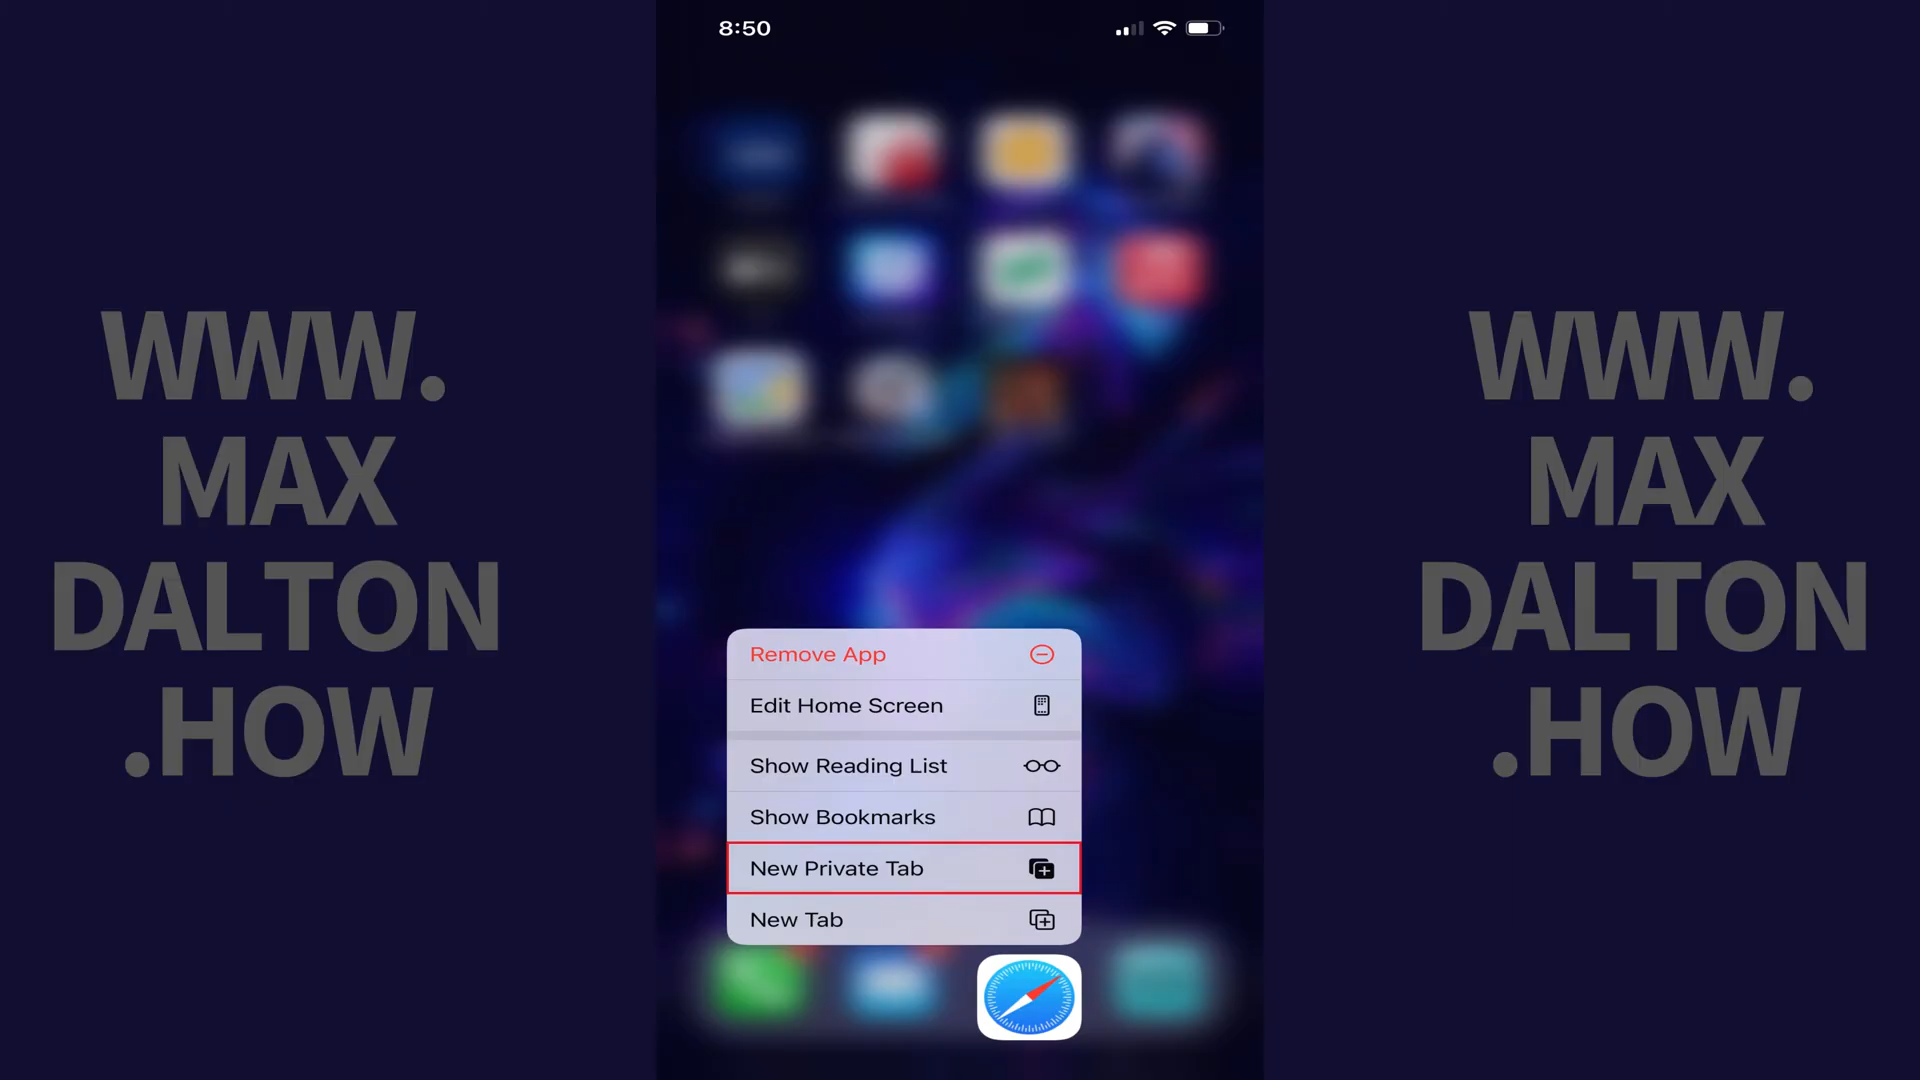 8:50
WWW.
MAX
DALTON
.HOW
Remove App
Edit Home Screen
Show Reading List
Show Bookmarks
New Private Tab
New Tab
WWW.
MAX
DALTON
.HOW